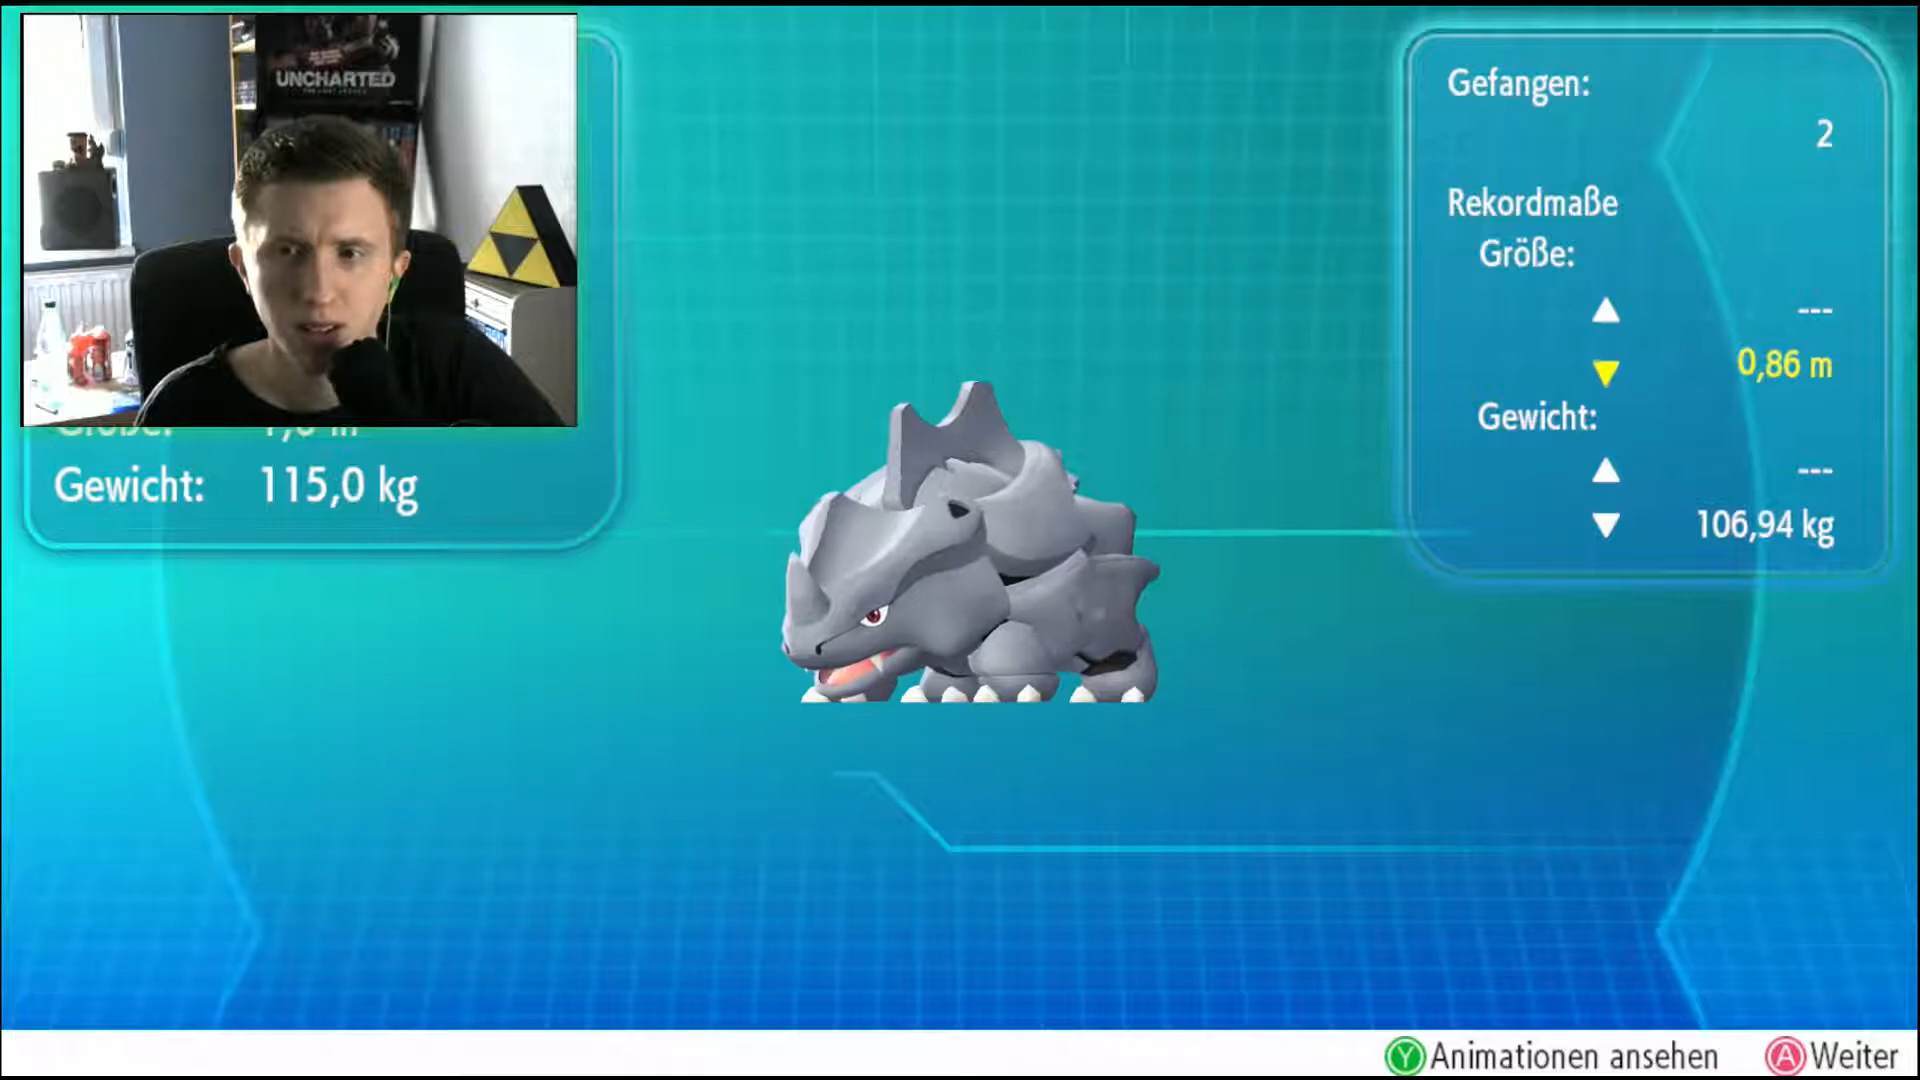 UNCHARTED
Gewicht: 115,0 kg
Gefangen:
2
Rekordmaße
Größe:
---
0,86 m
Gewicht:
---
106,94 kg
Y Animationen ansehen A Weiter